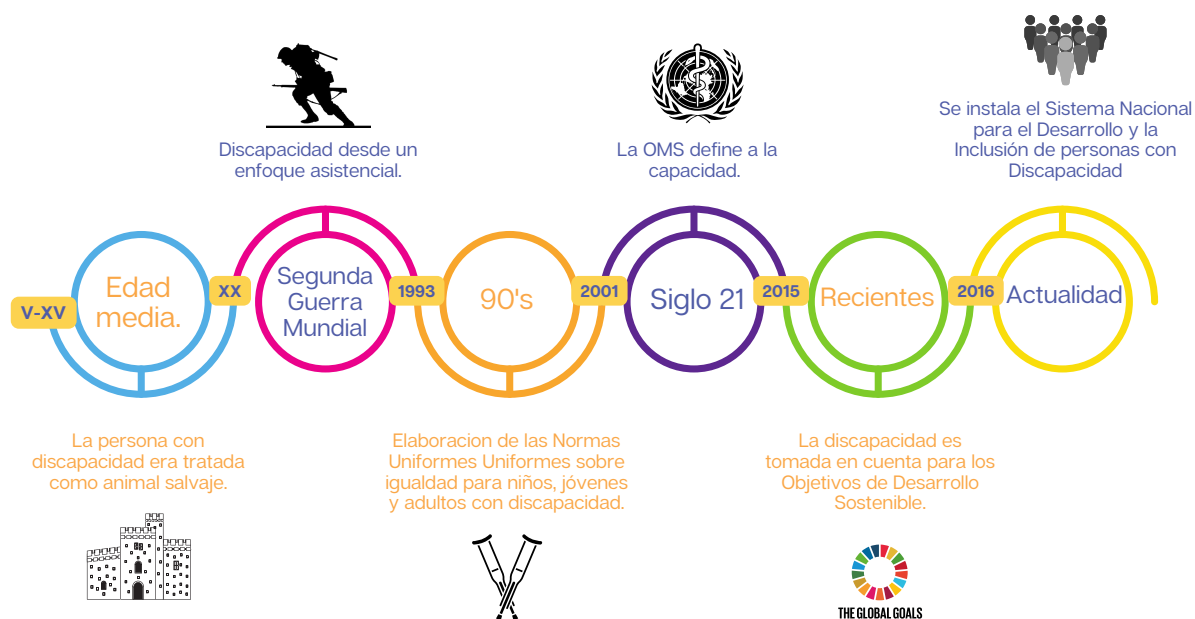 Discapacidad desde un
enfoque asistencial.
La OMS define a la
capacidad.
Se instala el Sistema Nacional
para el Desarrollo y la
Inclusión de personas con
Discapacidad
V-XV
Edad
media.
XX
Segunda
Guerra
Mundial
1993
90's
2001
Siglo 21
2015
Recientes
2016
Actualidad
La persona con
discapacidad era tratada
como animal salvaje.
Elaboracion de las Normas
Uniformes Uniformes sobre
igualdad para niños, jóvenes
y adultos con discapacidad.
La discapacidad es
tomada en cuenta para los
Objetivos de Desarrollo
Sostenible.
THE GLOBAL GOALS